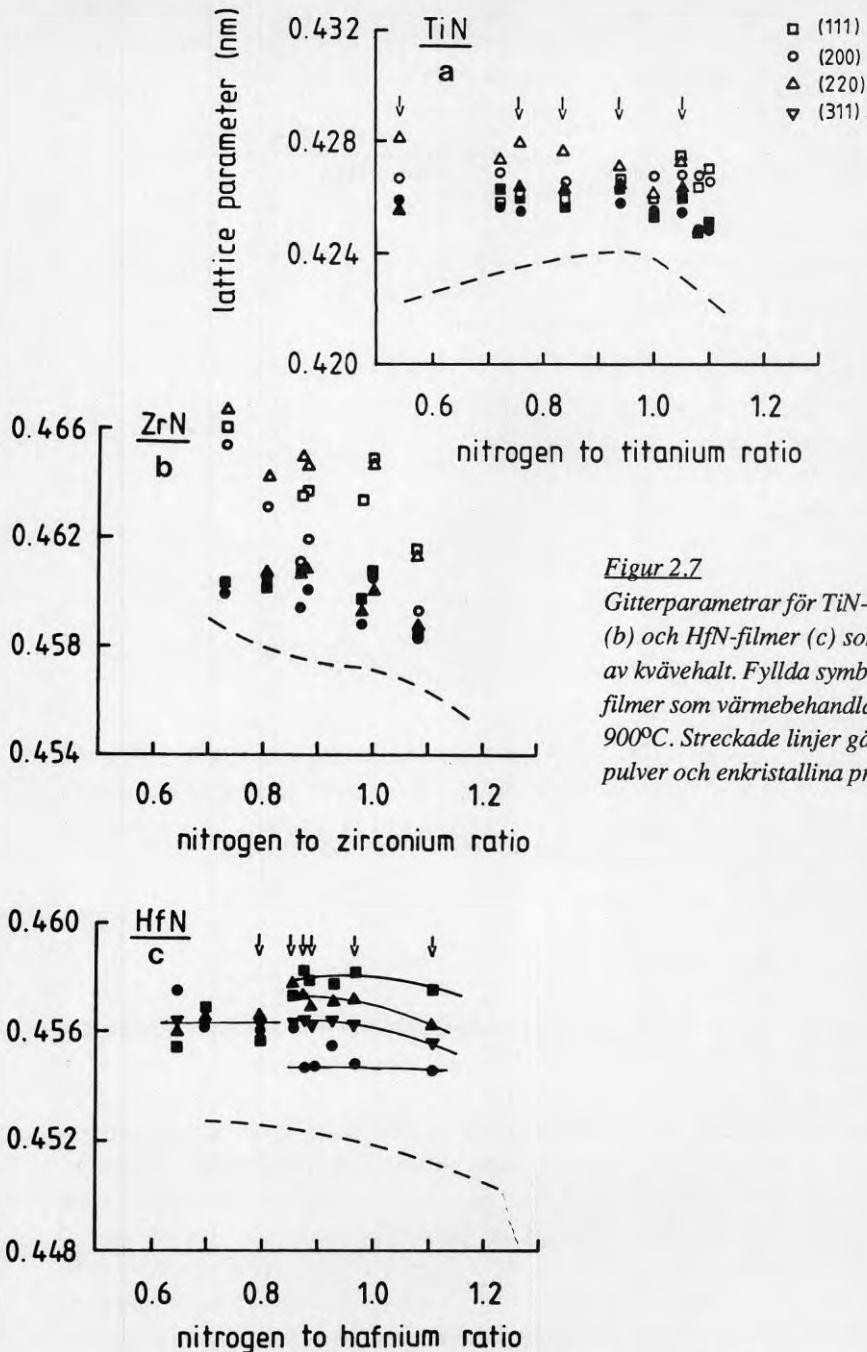 lattice parameter (nm)
0.432
0.428
0.424
0.420
TiN
a
(111)
(200)
(220)
(311)
0.6 0.8 1.0 1.2
nitrogen to titanium ratio
0.466
0.462
0.458
0.454
ZrN
b
0.6 0.8 1.0 1.2
nitrogen to zirconium ratio
Figur 2.7
Gitterparametrar för TiN-
(b) och HfN-filmer (c) so
av kvävehalt. Fyllda symb
filmer som värmebehandla
900°C. Streckade linjer gä
pulver och enkristallina pr
0.460
0.456
0.452
0.448
HfN
c
0.6 0.8 1.0 1.2
nitrogen to hafnium ratio